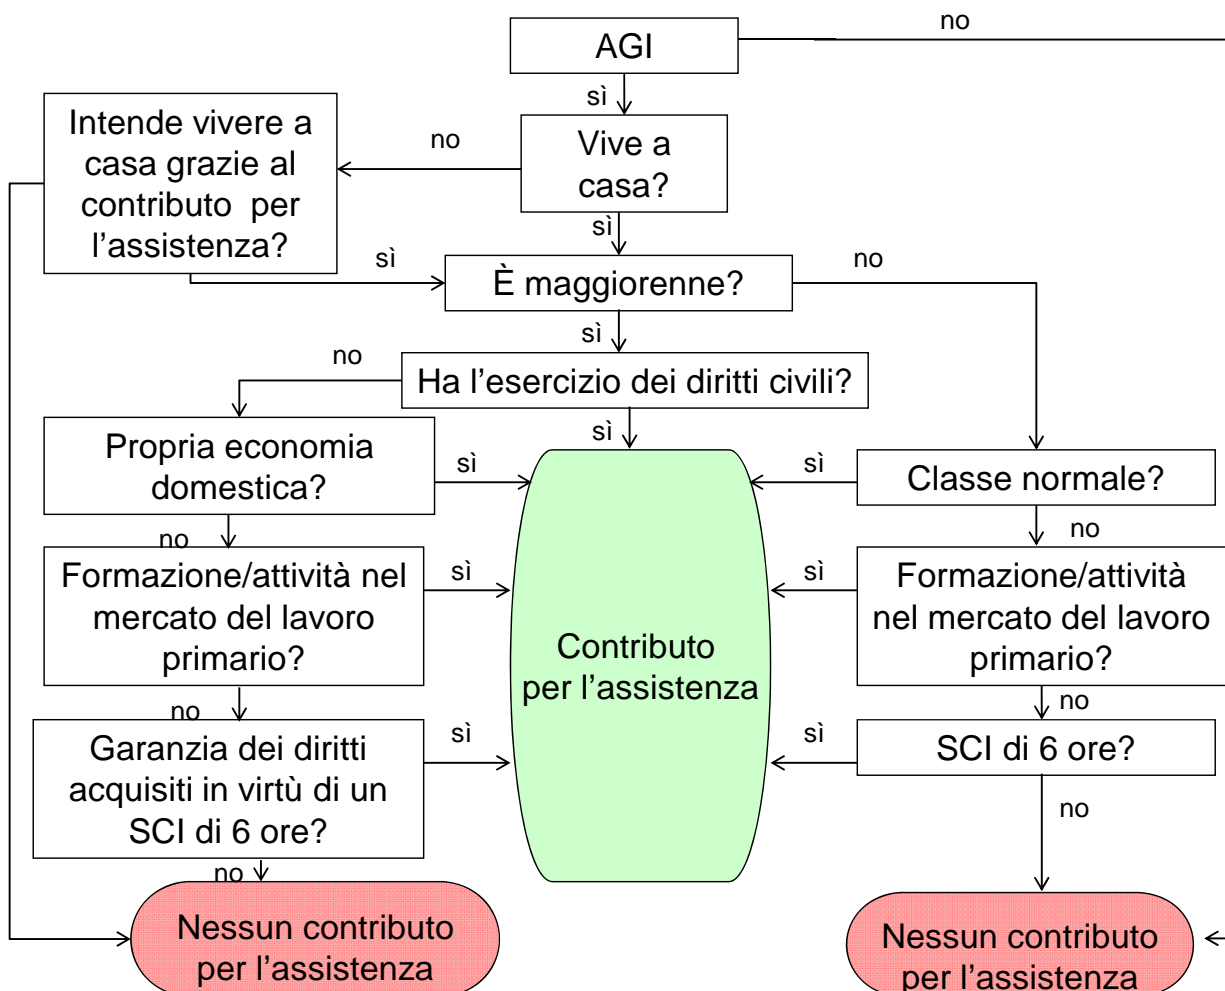 no
AGI
sì
Intende vivere a
casa grazie al
contributo per
l'assistenza?
no
Vive a
casa?
sì
sì
È maggiorenne?
no
sì
no
Ha l'esercizio dei diritti civili?
sì
Propria economia
domestica?
sì
sì
Classe normale?
no
no
Formazione/attività nel
mercato del lavoro
primario?
sì
sì
Formazione/attività
nel mercato del lavoro
primario?
Contributo
per l'assistenza
no
no
Garanzia dei diritti
acquisiti in virtù di un
SCI di 6 ore?
sì
sì
SCI di 6 ore?
no
no
Nessun contributo
per l'assistenza
Nessun contributo
per l'assistenza